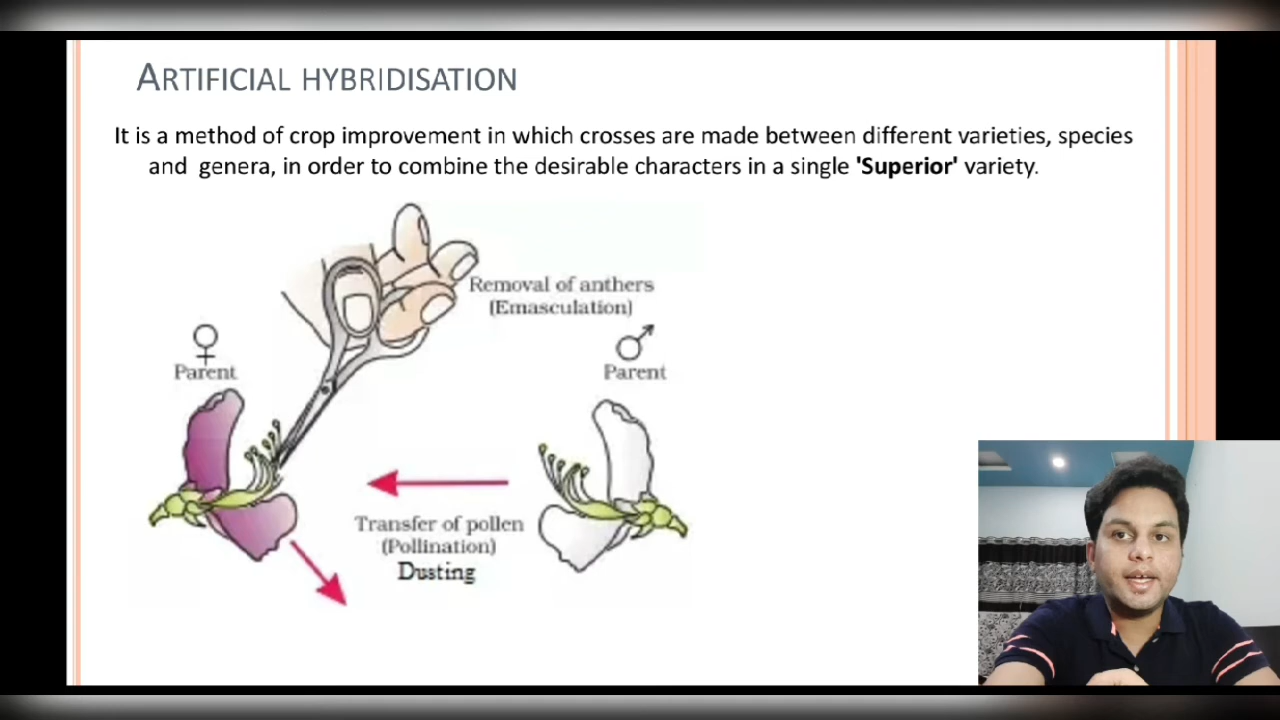 ARTIFICIAL HYBRIDISATION
It is a method of crop improvement in which crosses are made between different varieties, species
and genera, in order to combine the desirable characters in a single 'Superior' variety.
Removal of anthers
(Emasculation)
Parent
Parent
Transfer of pollen
(Pollination)
Dusting